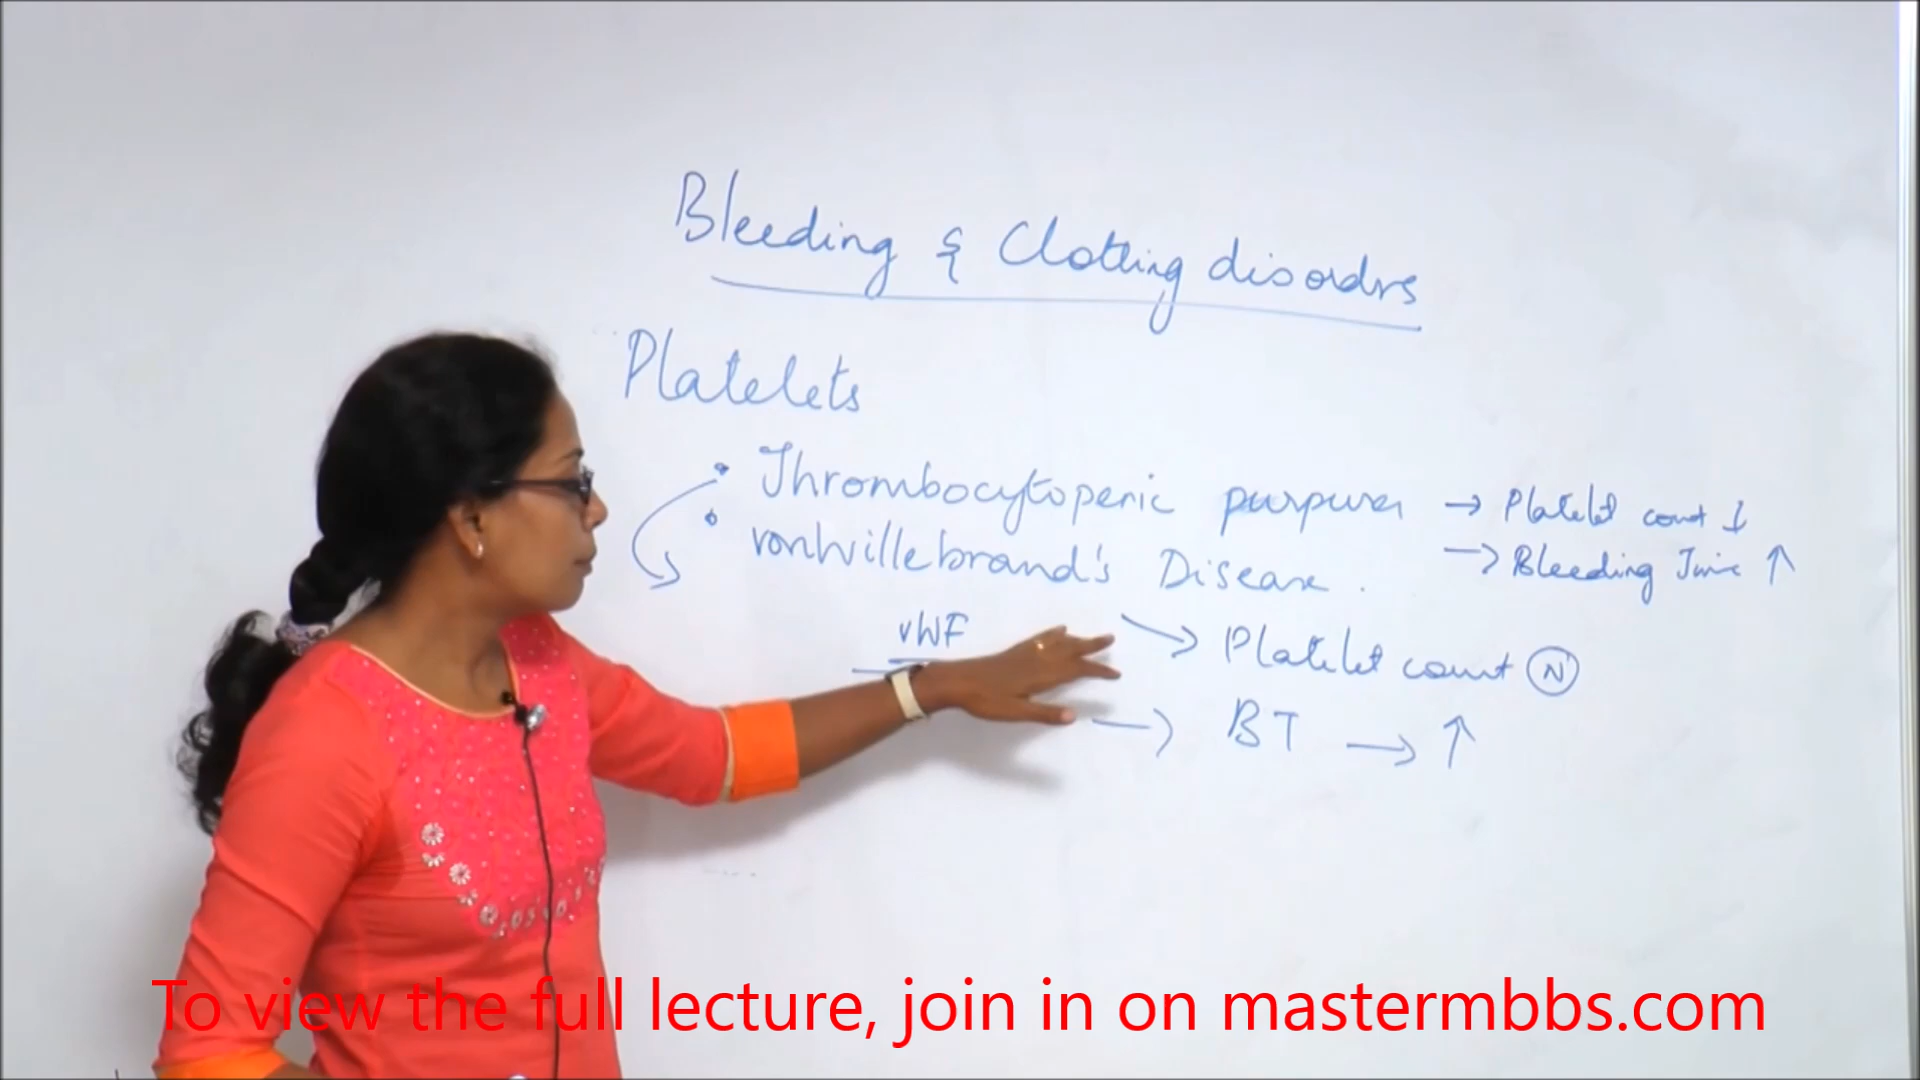 Bleeding & Clotting disordrs
Platelets
• Thrombocytopenic purpura → Platelet count ↓
→ Bleeding Time ↑
• vonWillebrand's Disease.
vWF
→ Platelet count (N)
→ BT → ↑
To view the full lecture, join in on mastermbbs.com